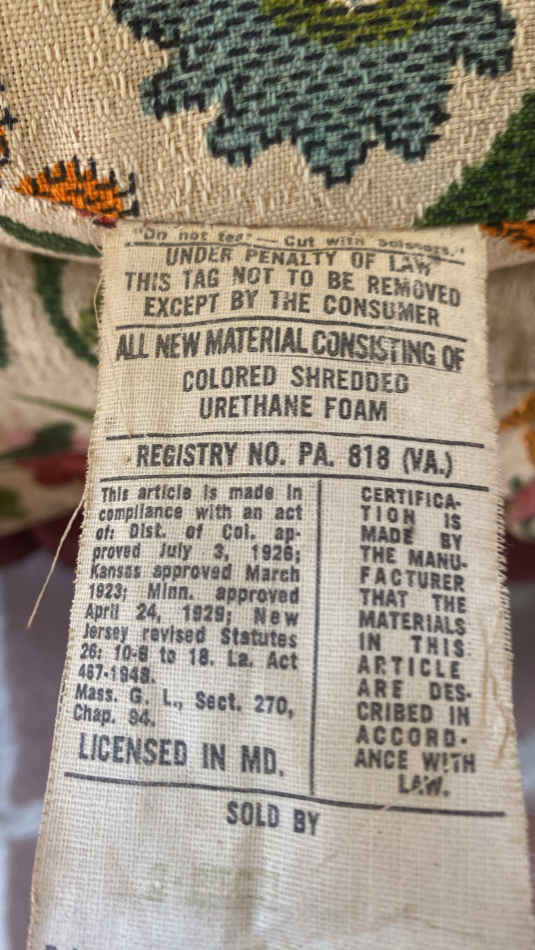 "Do not tear — Cut with scissors."
UNDER PENALTY OF LAW
THIS TAG NOT TO BE REMOVED
EXCEPT BY THE CONSUMER
ALL NEW MATERIAL CONSISTING OF
COLORED SHREDDED
URETHANE FOAM
REGISTRY NO. PA. 818 (VA.)
This article is made in
compliance with an act
of: Dist. of Col. ap-
proved July 3, 1926;
Kansas approved March
1923; Minn. approved
April 24, 1929; New
Jersey revised Statutes
26: 10-6 to 18. La. Act
467-1948.
Mass. G. L., Sect. 270,
Chap. 94.
LICENSED IN MD.
CERTIFICA-
TION IS
MADE BY
THE MANU-
FACTURER
THAT THE
MATERIALS
IN THIS
ARTICLE
ARE DES-
CRIBED IN
ACCORD-
ANCE WITH
LAW.
SOLD BY